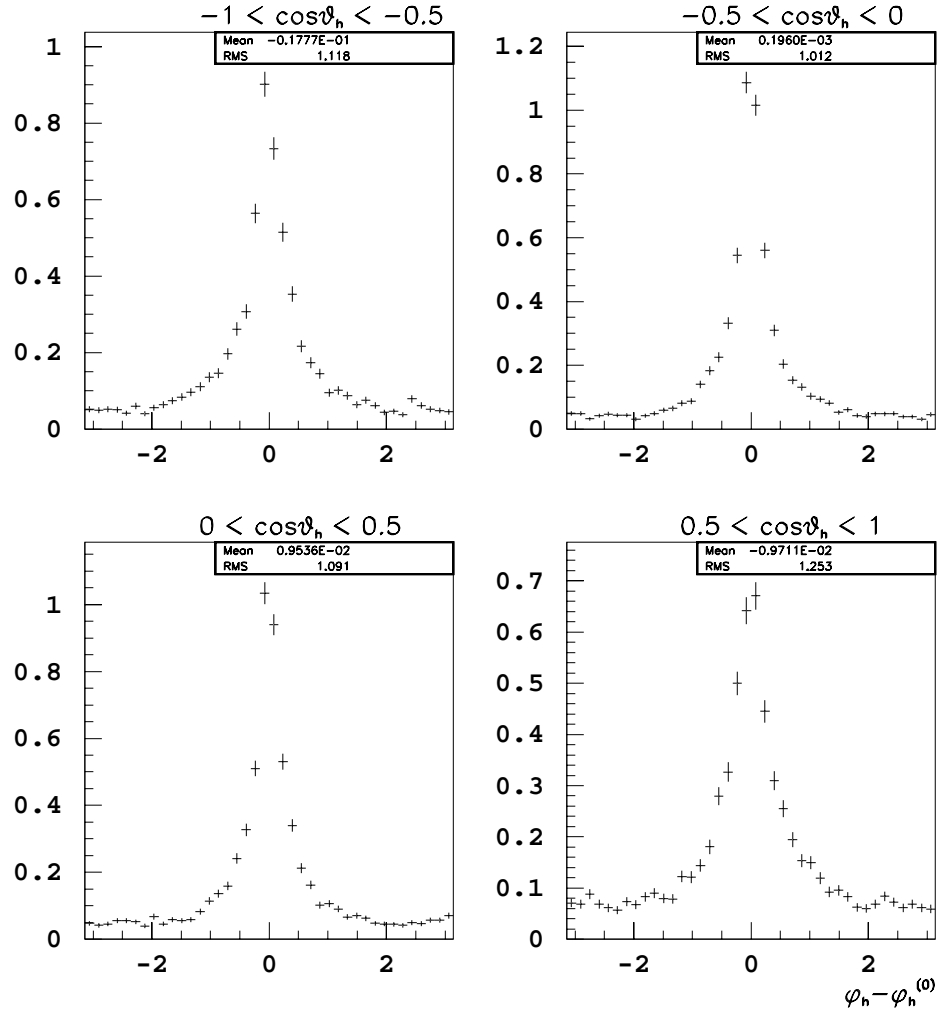 −1 < cosϑh < −0.5
Mean −0.1777E−01
RMS 1.118
1
0.8
0.6
0.4
0.2
0
−2 0 2
−0.5 < cosϑh < 0
Mean 0.1960E−03
RMS 1.012
1.2
1
0.8
0.6
0.4
0.2
0
−2 0 2
0 < cosϑh < 0.5
Mean 0.9536E−02
RMS 1.091
1
0.8
0.6
0.4
0.2
0
−2 0 2
0.5 < cosϑh < 1
Mean −0.9711E−02
RMS 1.253
0.7
0.6
0.5
0.4
0.3
0.2
0.1
0
−2 0 2
φh−φh(0)